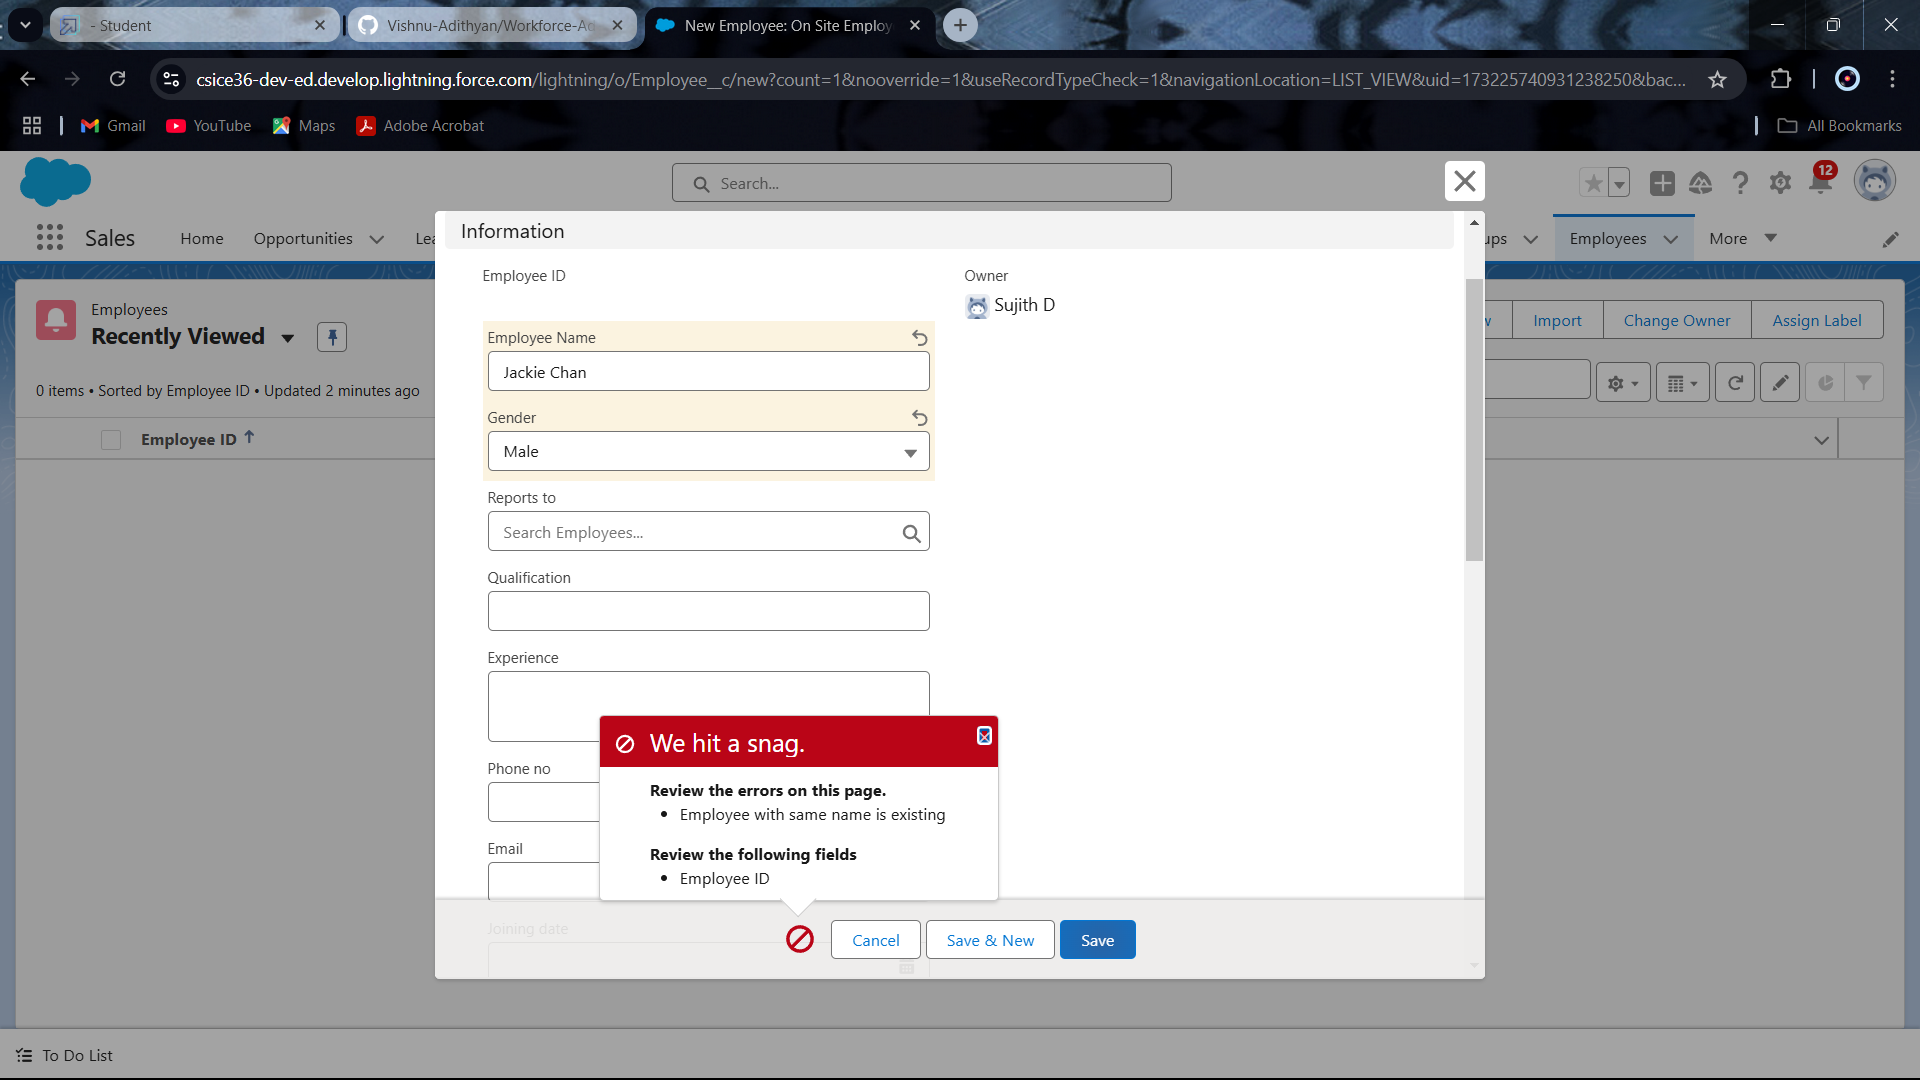 - Student
Vishnu-Adithyan/Workforce-Ad
New Employee: On Site Employ
csice36-dev-ed.develop.lightning.force.com/lightning/o/Employee__c/new?count=1&nooverride=1&useRecordTypeCheck=1&navigationLocation=LIST_VIEW&uid=173225740931238250&bac...
Gmail
YouTube
Maps
Adobe Acrobat
All Bookmarks
Search...
12
Sales
Home
Opportunities
Lea
ups
Employees
More
Employees
Recently Viewed
0 items • Sorted by Employee ID • Updated 2 minutes ago
w
Import
Change Owner
Assign Label
Employee ID
Information
Employee ID
Owner
Sujith D
Employee Name
Jackie Chan
Gender
Male
Reports to
Search Employees...
Qualification
Experience
Phone no
Email
Joining date
We hit a snag.
Review the errors on this page.
• Employee with same name is existing
Review the following fields
• Employee ID
Cancel
Save & New
Save
To Do List